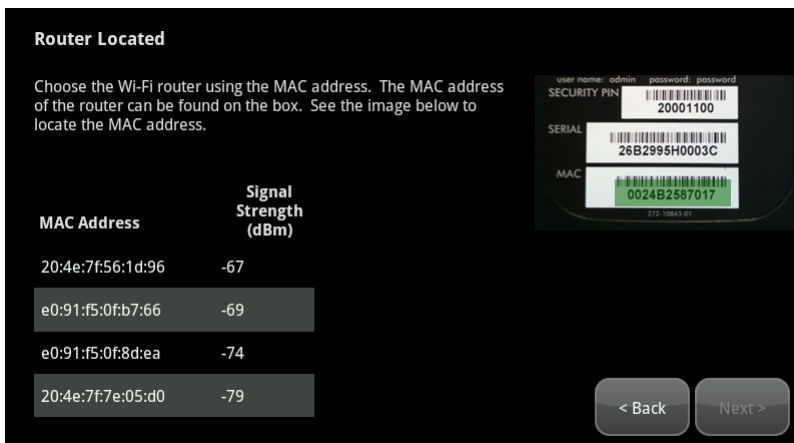 Router Located
Choose the Wi-Fi router using the MAC address. The MAC address
of the router can be found on the box. See the image below to
locate the MAC address.
user name: admin password: password
SECURITY PIN
20001100
SERIAL
26B2995H0003C
MAC
0024B2587017
272-10843-01
MAC Address
Signal
Strength
(dBm)
20:4e:7f:56:1d:96 -67
e0:91:f5:0f:b7:66 -69
e0:91:f5:0f:8d:ea -74
20:4e:7f:7e:05:d0 -79
< Back
Next >